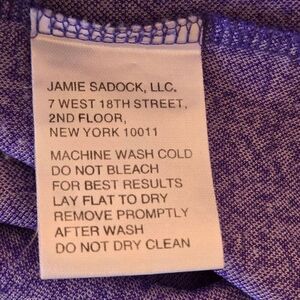 JAMIE SADOCK, LLC.
7 WEST 18TH STREET,
2ND FLOOR,
NEW YORK 10011
MACHINE WASH COLD
DO NOT BLEACH
FOR BEST RESULTS
LAY FLAT TO DRY
REMOVE PROMPTLY
AFTER WASH
DO NOT DRY CLEAN